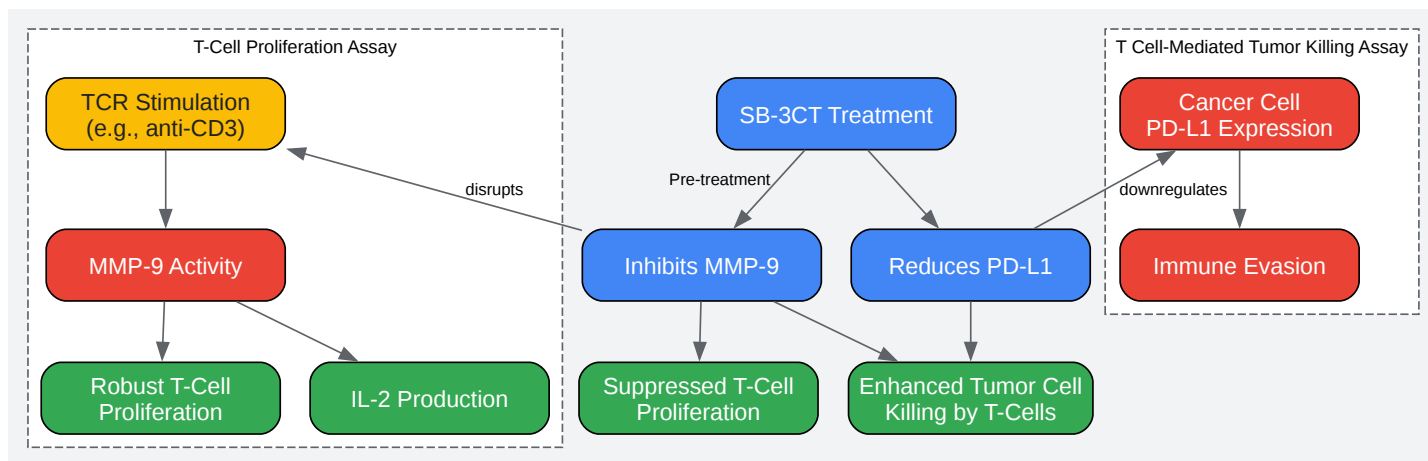 T-Cell Proliferation Assay
T Cell-Mediated Tumor Killing Assay
TCR Stimulation
(e.g., anti-CD3)
SB-3CT Treatment
Cancer Cell
PD-L1 Expression
disrupts
Pre-treatment
downregulates
MMP-9 Activity
Inhibits MMP-9
Reduces PD-L1
Immune Evasion
Robust T-Cell
Proliferation
IL-2 Production
Suppressed T-Cell
Proliferation
Enhanced Tumor Cell
Killing by T-Cells